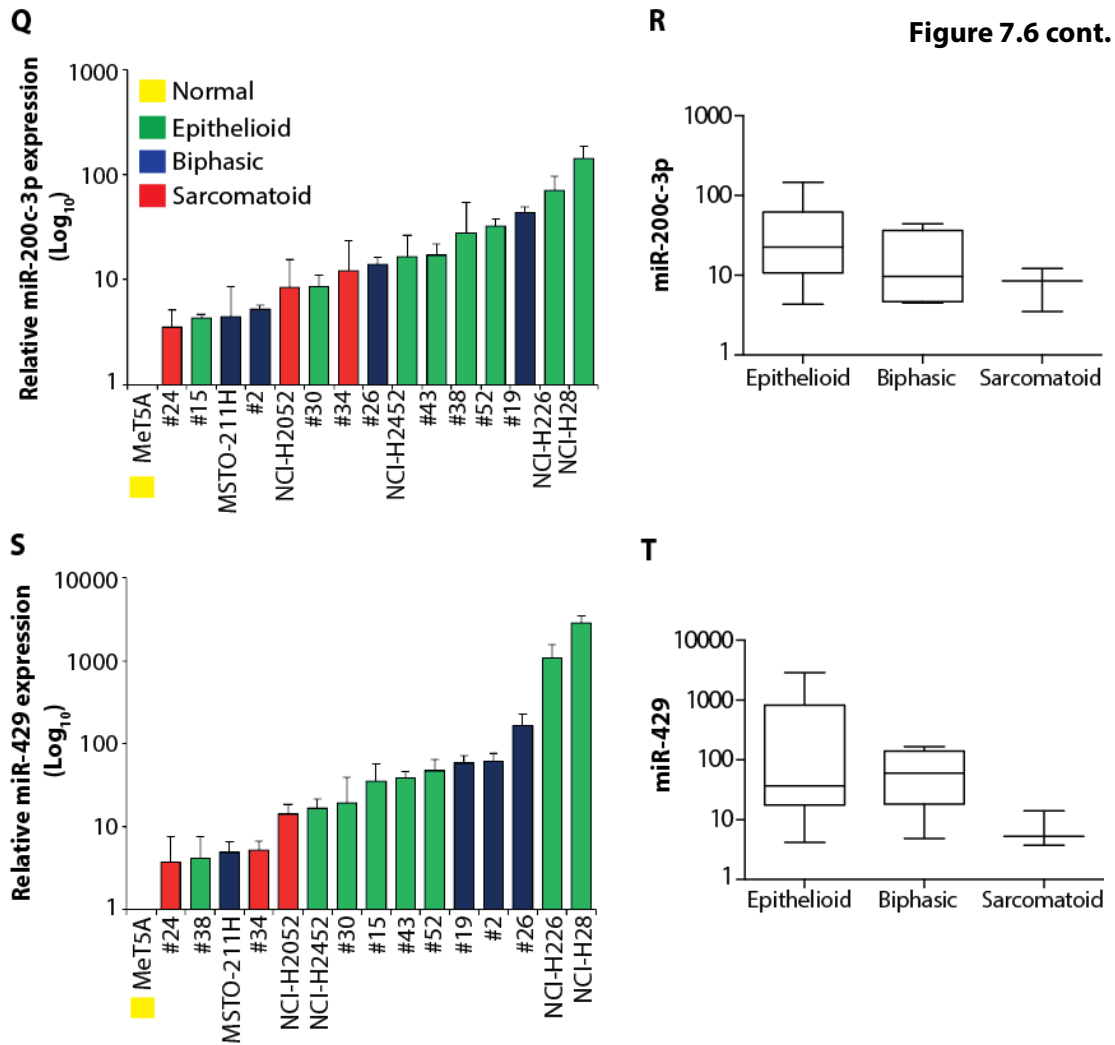 Figure 7.6 cont.
Q
Relative miR-200c-3p expression
(Log10)
1000
100
10
1
Normal
Epithelioid
Biphasic
Sarcomatoid
MeT5A
#24
#15
MSTO-211H
#2
NCI-H2052
#30
#34
#26
NCI-H2452
#43
#38
#52
#19
NCI-H226
NCI-H28
R
miR-200c-3p
1000
100
10
1
Epithelioid
Biphasic
Sarcomatoid
S
Relative miR-429 expression
(Log10)
10000
1000
100
10
1
MeT5A
#24
#38
MSTO-211H
#34
NCI-H2052
NCI-H2452
#30
#15
#43
#52
#19
#2
#26
NCI-H226
NCI-H28
T
miR-429
10000
1000
100
10
1
Epithelioid
Biphasic
Sarcomatoid